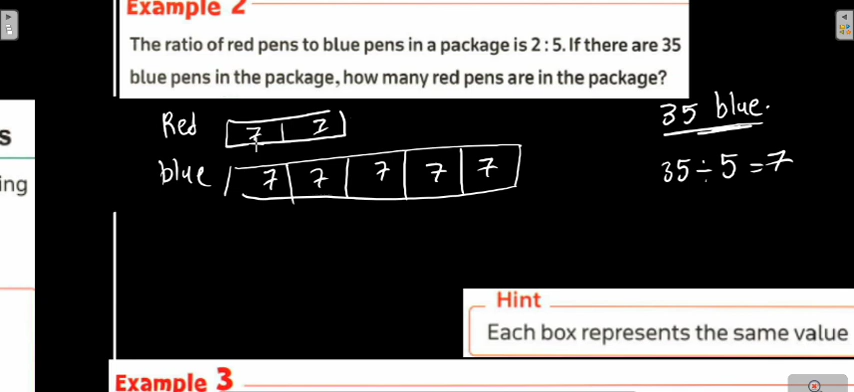 Example 2
The ratio of red pens to blue pens in a package is 2 : 5. If there are 35
blue pens in the package, how many red pens are in the package?
s
ing
35 blue.
Red 7 7
blue 7 7 7 7 7
35 ÷ 5 = 7
Hint
Each box represents the same value
Example 3